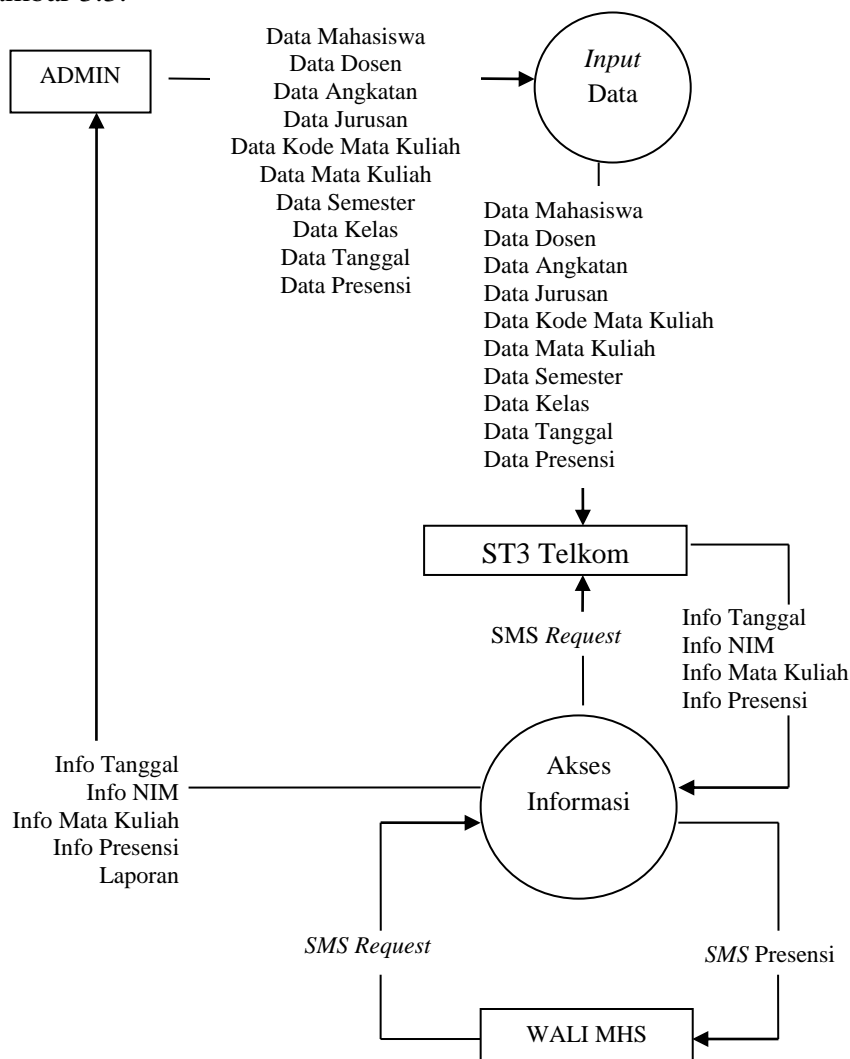 ADMIN
Data Mahasiswa
Data Dosen
Data Angkatan
Data Jurusan
Data Kode Mata Kuliah
Data Mata Kuliah
Data Semester
Data Kelas
Data Tanggal
Data Presensi
Input
Data
Data Mahasiswa
Data Dosen
Data Angkatan
Data Jurusan
Data Kode Mata Kuliah
Data Mata Kuliah
Data Semester
Data Kelas
Data Tanggal
Data Presensi
ST3 Telkom
SMS Request
Info Tanggal
Info NIM
Info Mata Kuliah
Info Presensi
Akses
Informasi
Info Tanggal
Info NIM
Info Mata Kuliah
Info Presensi
Laporan
SMS Request
SMS Presensi
WALI MHS